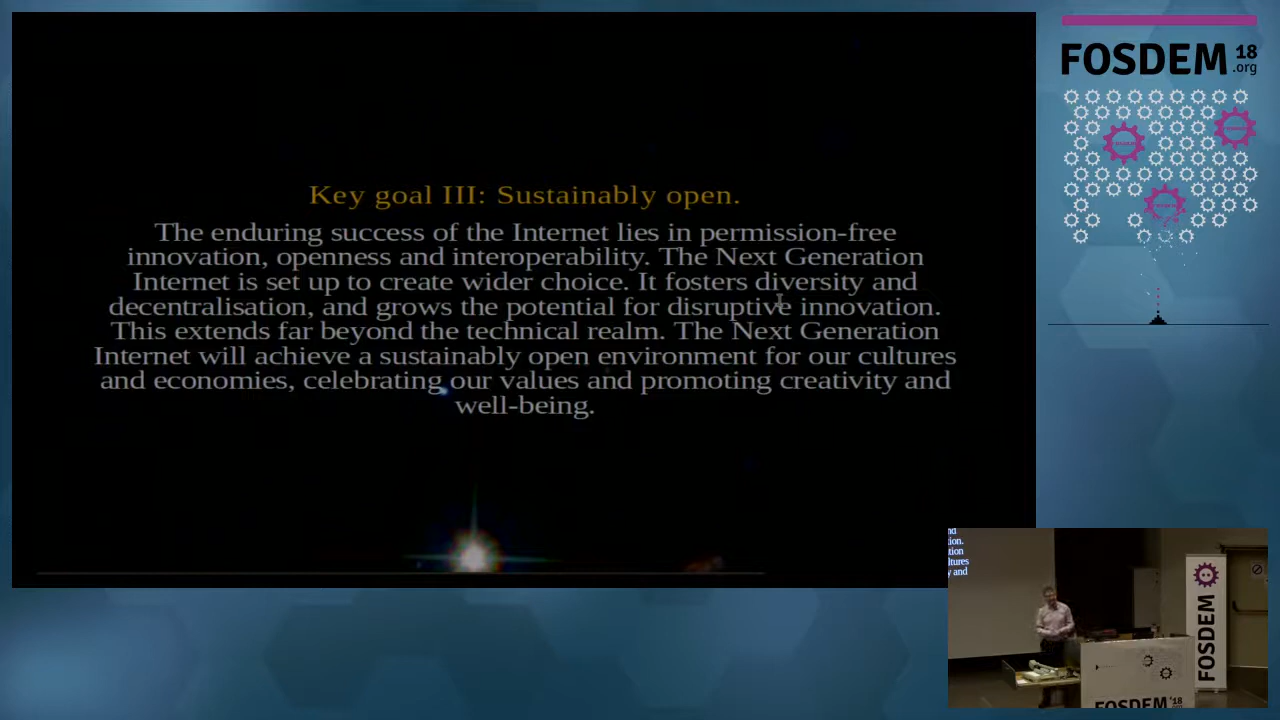 Key goal III: Sustainably open.
The enduring success of the Internet lies in permission-free
innovation, openness and interoperability. The Next Generation
Internet is set up to create wider choice. It fosters diversity and
decentralisation, and grows the potential for disruptive innovation.
This extends far beyond the technical realm. The Next Generation
Internet will achieve a sustainably open environment for our cultures
and economies, celebrating our values and promoting creativity and
well-being.
FOSDEM 18
.org
ltures
y and
FOSDEM
FOSDEM '18